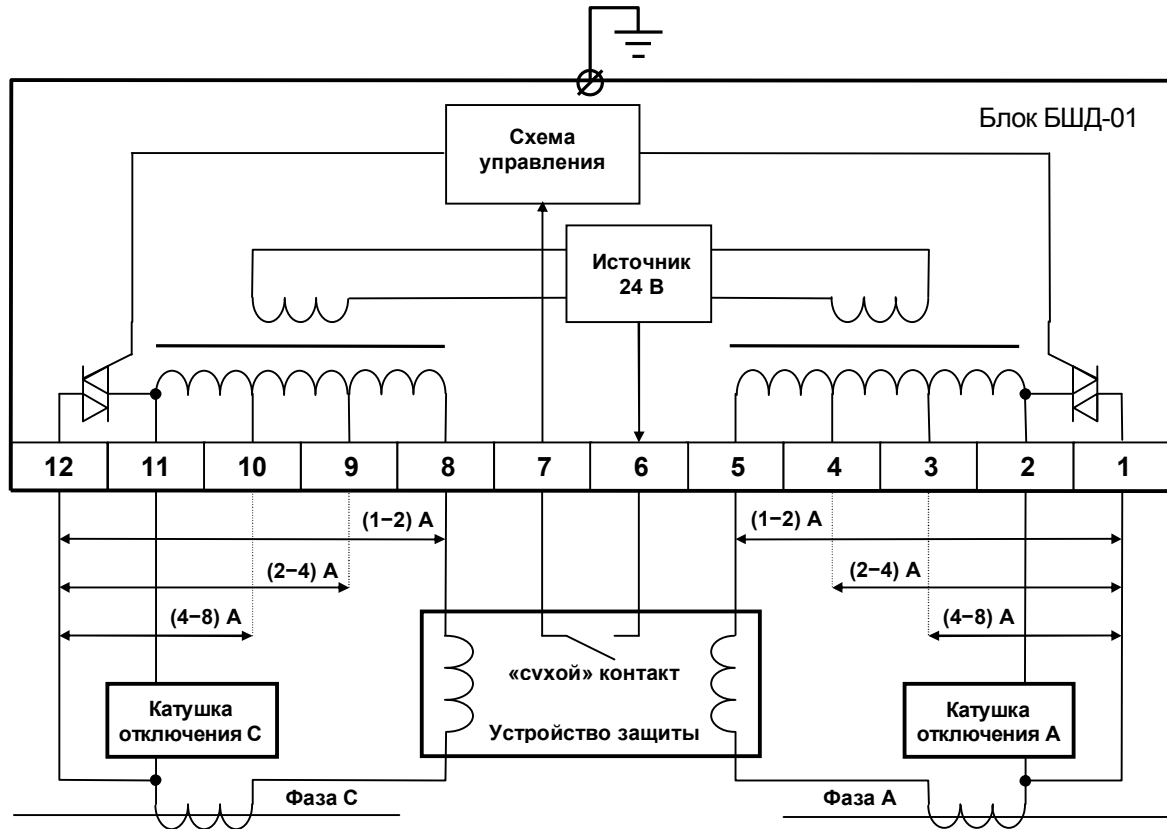 Блок БШД-01
Схема
управления
Источник
24 В
12 11 10 9 8 7 6 5 4 3 2 1
(1−2) А (1−2) А
(2−4) А (2−4) А
(4−8) А (4−8) А
«сухой» контакт
Катушка
отключения С
Устройство защиты
Катушка
отключения А
Фаза С Фаза А